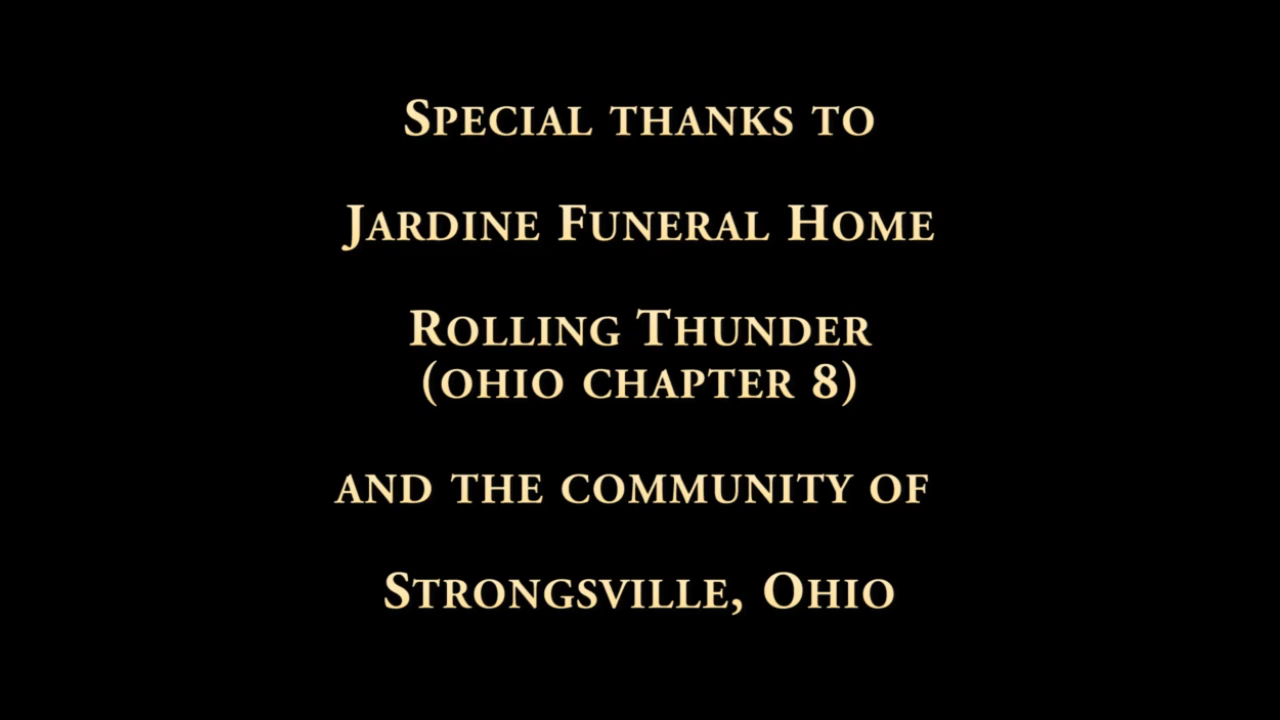 Special thanks to
Jardine Funeral Home
Rolling Thunder
(Ohio Chapter 8)
and the community of
Strongsville, Ohio